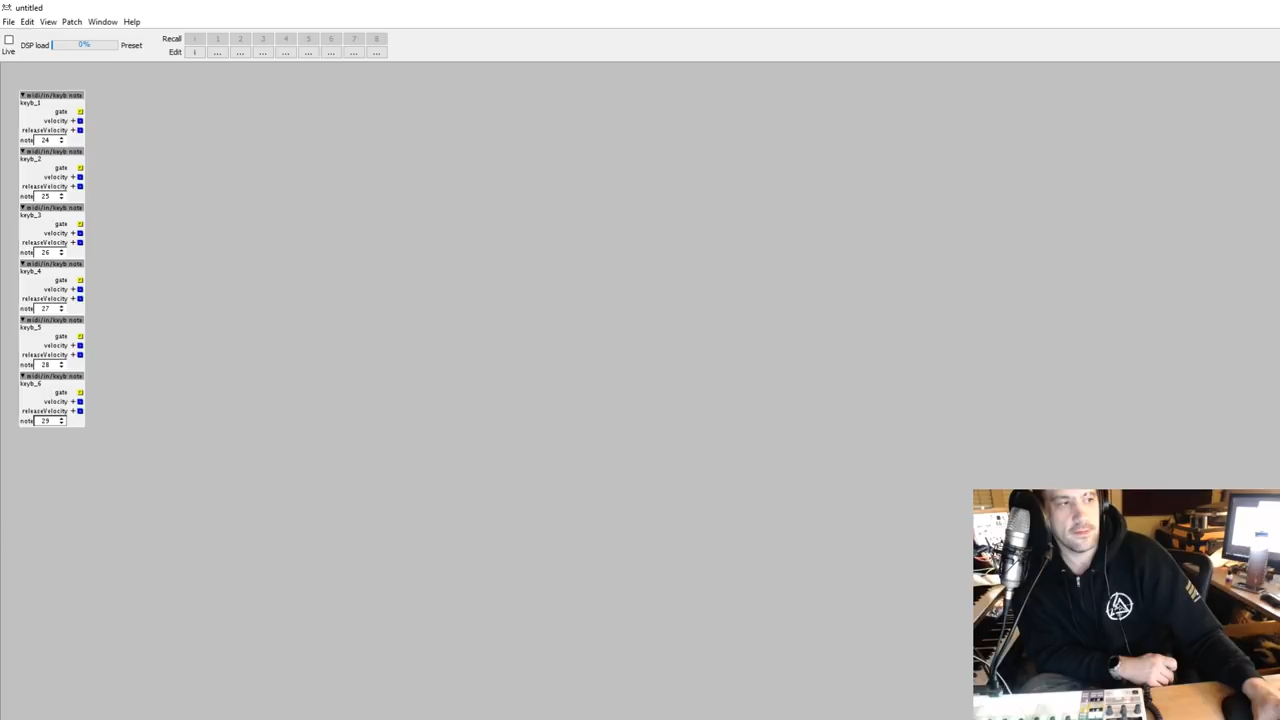 untitled
File Edit View Patch Window Help
Live
DSP load 0% Preset
Recall i 1 2 3 4 5 6 7 8
Edit i ... ... ... ... ... ... ... ...
midi/in/keyb note
keyb_1
gate
velocity
releaseVelocity
note 24
midi/in/keyb note
keyb_2
gate
velocity
releaseVelocity
note 25
midi/in/keyb note
keyb_3
gate
velocity
releaseVelocity
note 26
midi/in/keyb note
keyb_4
gate
velocity
releaseVelocity
note 27
midi/in/keyb note
keyb_5
gate
velocity
releaseVelocity
note 28
midi/in/keyb note
keyb_6
gate
velocity
releaseVelocity
note 29